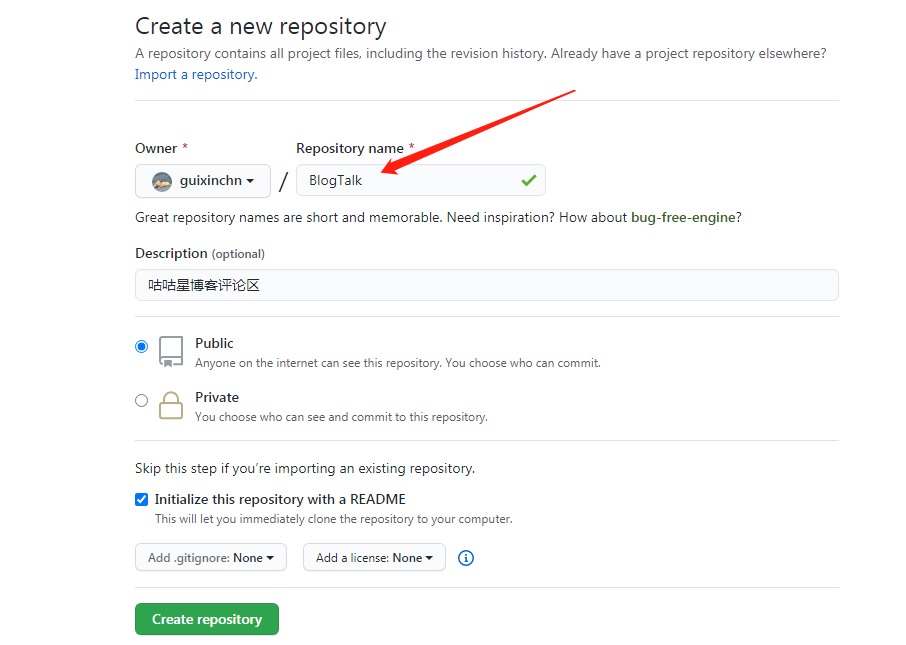 Create a new repository
A repository contains all project files, including the revision history. Already have a project repository elsewhere?
Import a repository.
Owner * Repository name *
guixinchn / BlogTalk
Great repository names are short and memorable. Need inspiration? How about bug-free-engine?
Description (optional)
咕咕星博客评论区
Public
Anyone on the internet can see this repository. You choose who can commit.
Private
You choose who can see and commit to this repository.
Skip this step if you’re importing an existing repository.
Initialize this repository with a README
This will let you immediately clone the repository to your computer.
Add .gitignore: None Add a license: None
Create repository